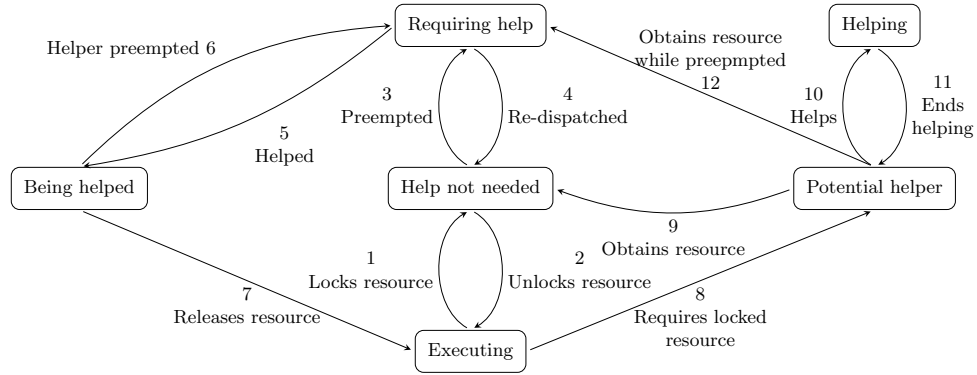 Requiring help
Helping
Helper preempted 6
Obtains resource
while preepmpted
12
3
Preempted
4
Re-dispatched
10
Helps
11
Ends
helping
5
Helped
Being helped
Help not needed
Potential helper
9
Obtains resource
1
Locks resource
2
Unlocks resource
7
Releases resource
8
Requires locked
resource
Executing